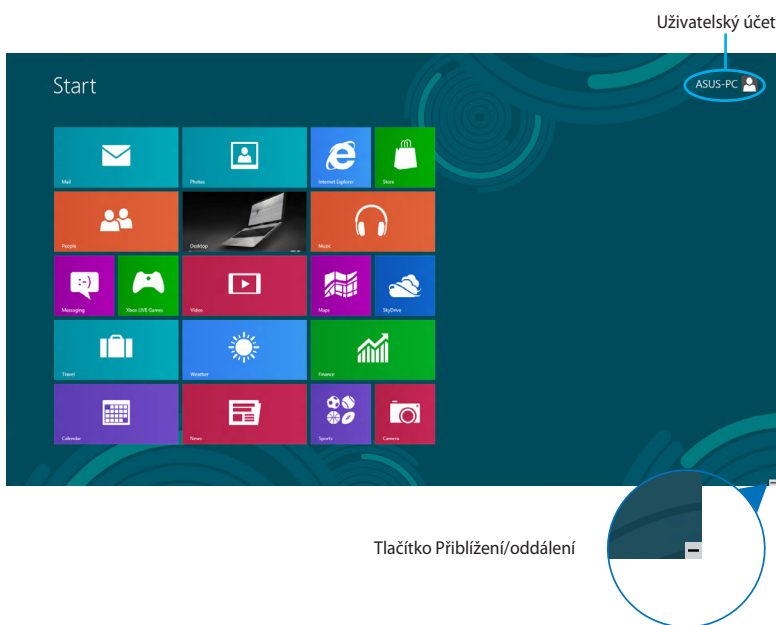 Uživatelský účet
Start
ASUS-PC
Mail
Photos
Internet Explorer
Store
People
Desktop
Music
Messaging
Xbox LIVE Games
Video
Maps
SkyDrive
Travel
Weather
Finance
Calendar
News
Sports
Camera
Tlačítko Přiblížení/oddálení